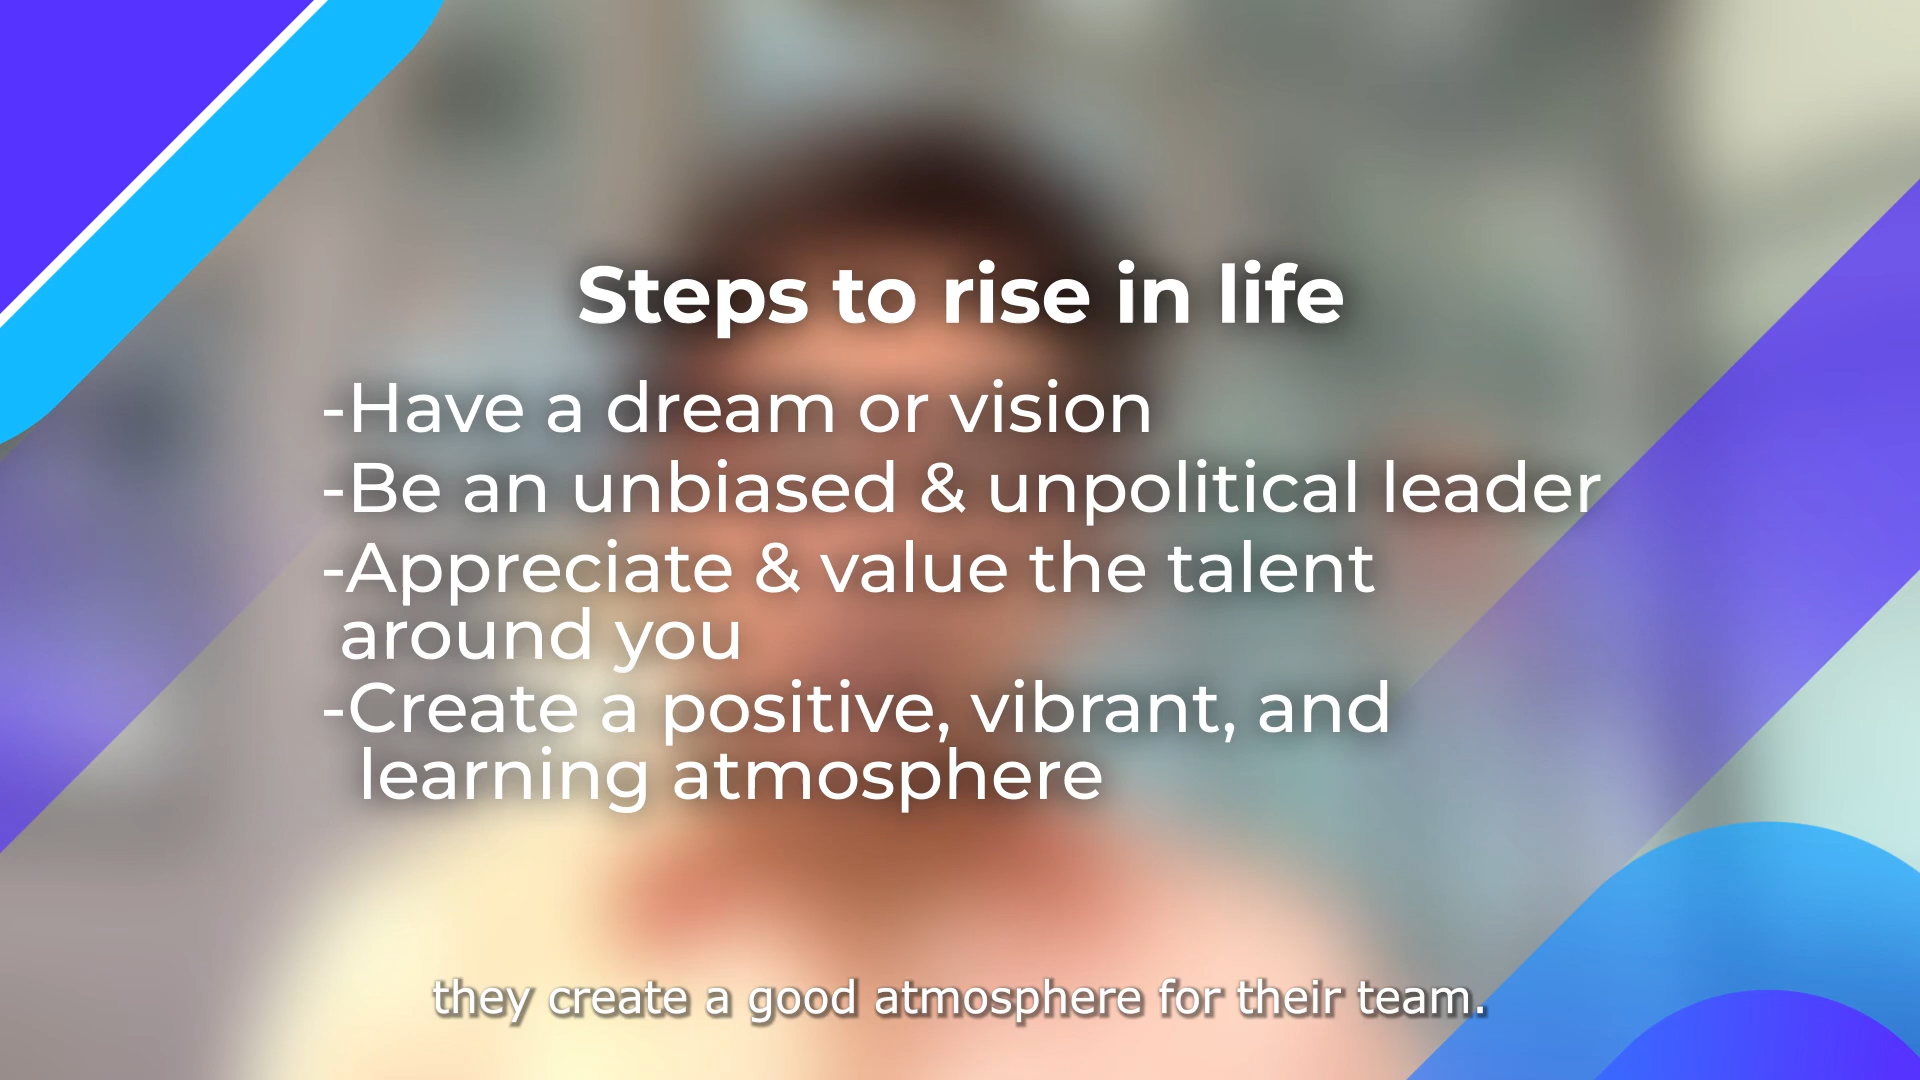 Steps to rise in life
-Have a dream or vision
-Be an unbiased & unpolitical leader
-Appreciate & value the talent
around you
-Create a positive, vibrant, and
learning atmosphere
they create a good atmosphere for their team.